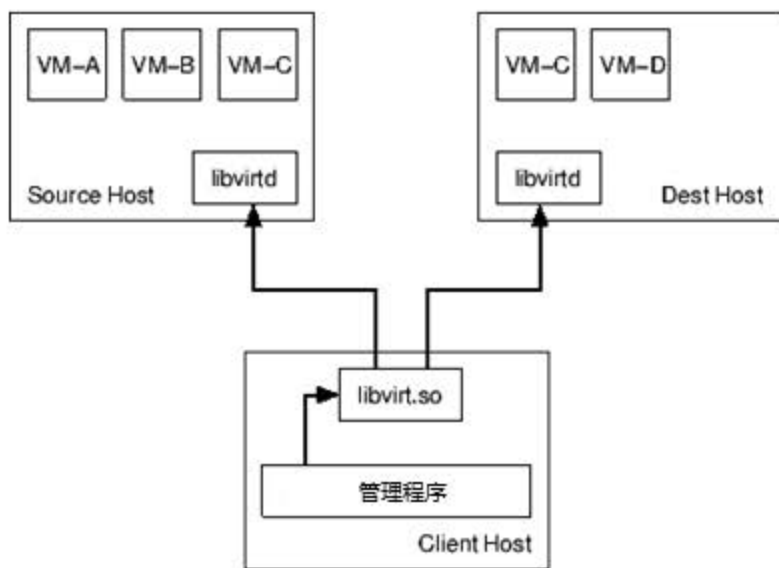 VM-A VM-B VM-C
libvirtd
Source Host
VM-C VM-D
libvirtd
Dest Host
libvirt.so
管理程序
Client Host